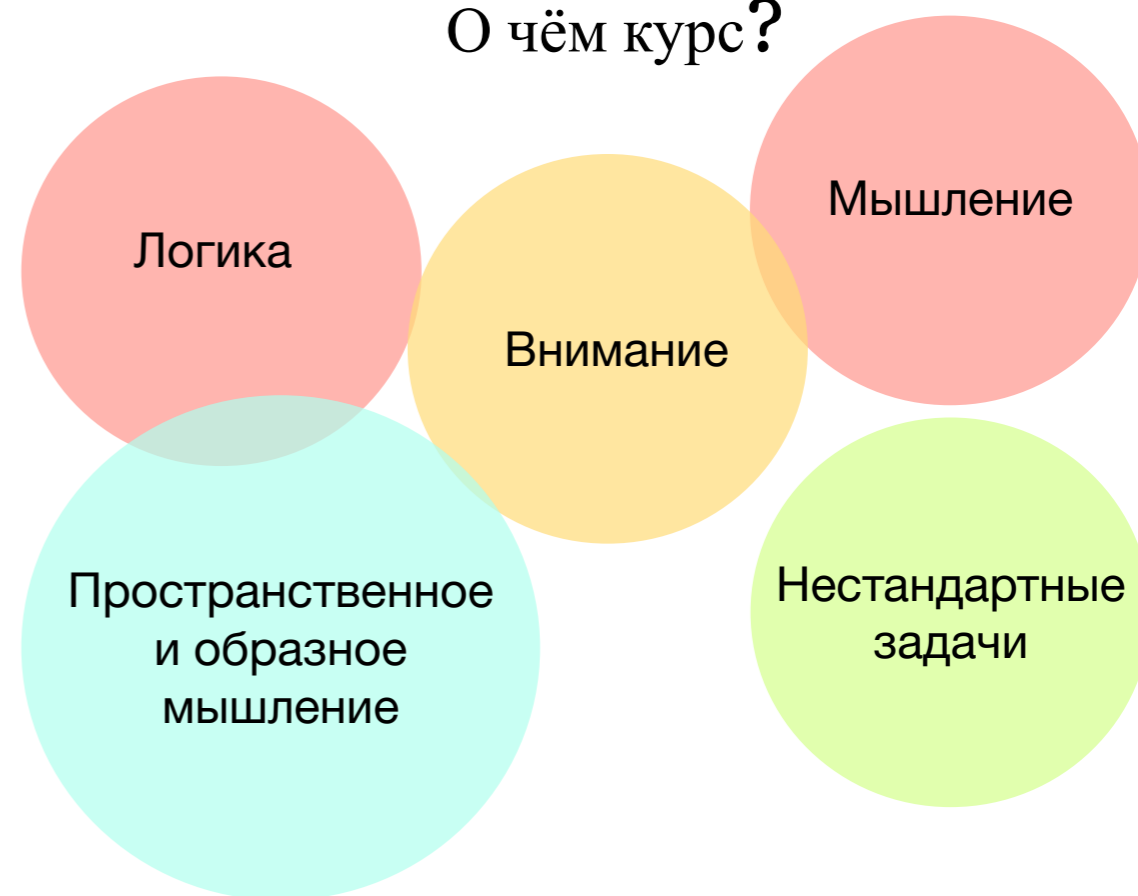 О чём курс?
Логика
Мышление
Внимание
Пространственное
и образное
мышление
Нестандартные
задачи